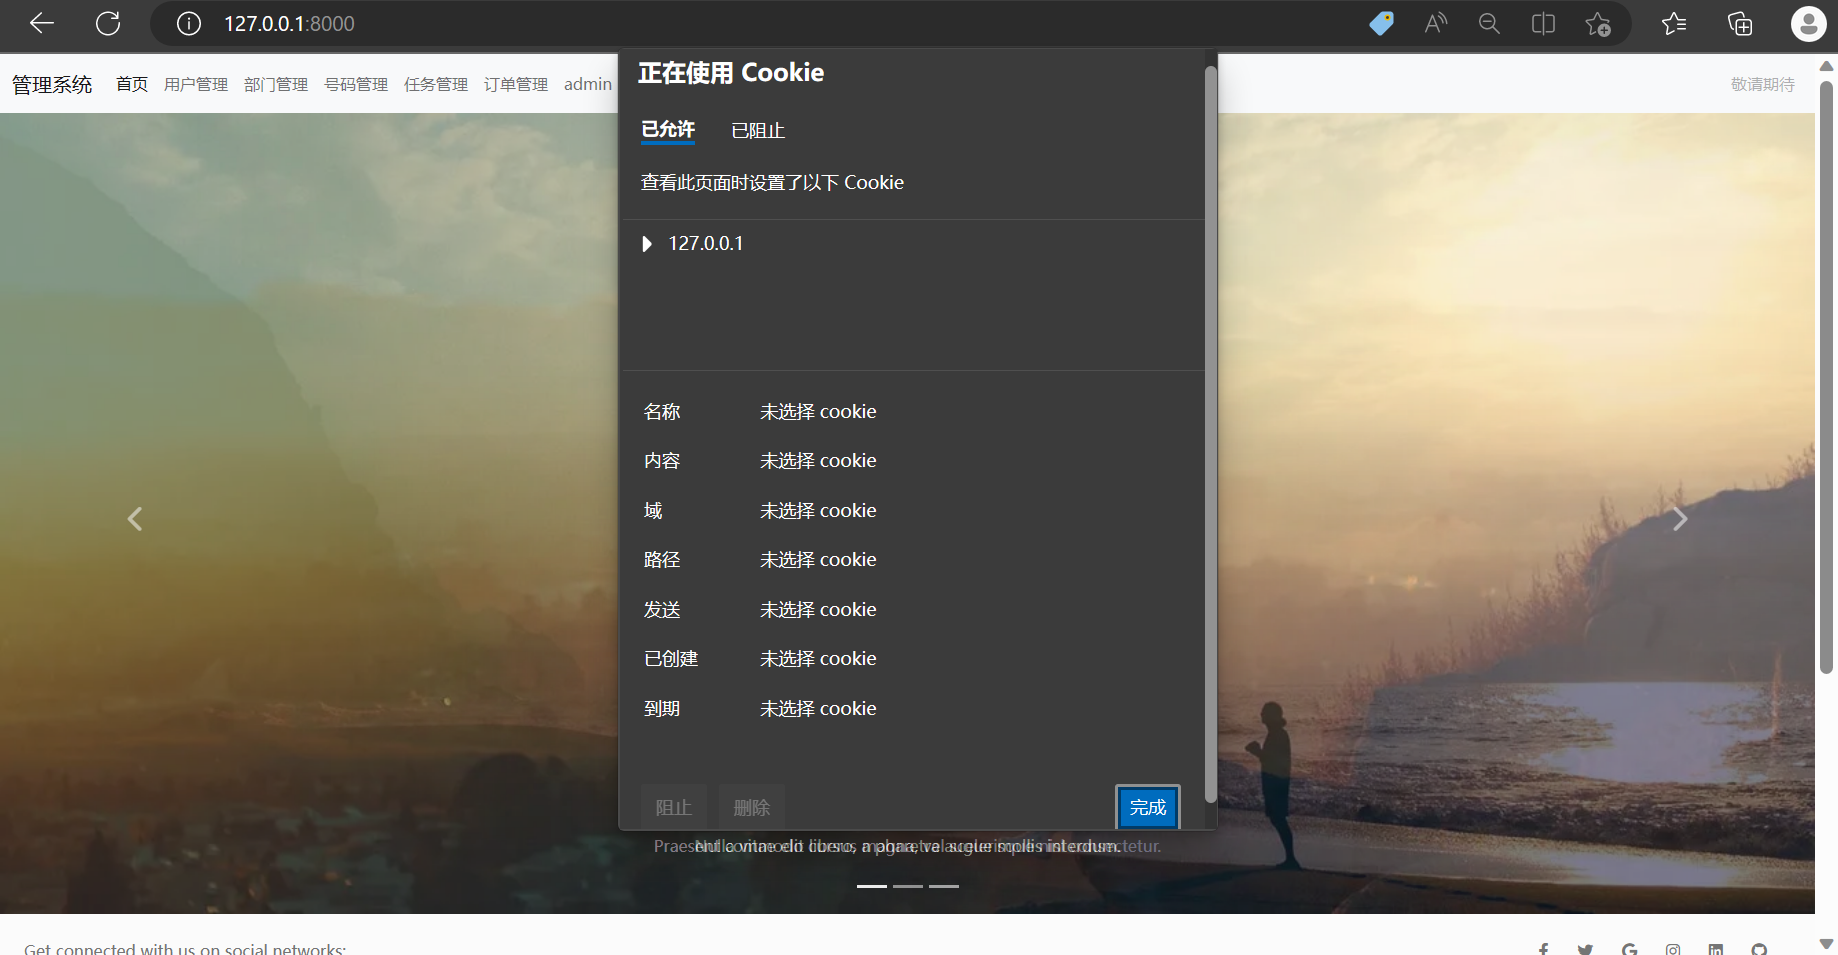 127.0.0.1:8000
管理系统 首页 用户管理 部门管理 号码管理 任务管理 订单管理 admin 敬请期待
正在使用 Cookie
已允许 已阻止
查看此页面时设置了以下 Cookie
127.0.0.1
名称 未选择 cookie
内容 未选择 cookie
域 未选择 cookie
路径 未选择 cookie
发送 未选择 cookie
已创建 未选择 cookie
到期 未选择 cookie
阻止 删除 完成
Get connected with us on social networks: